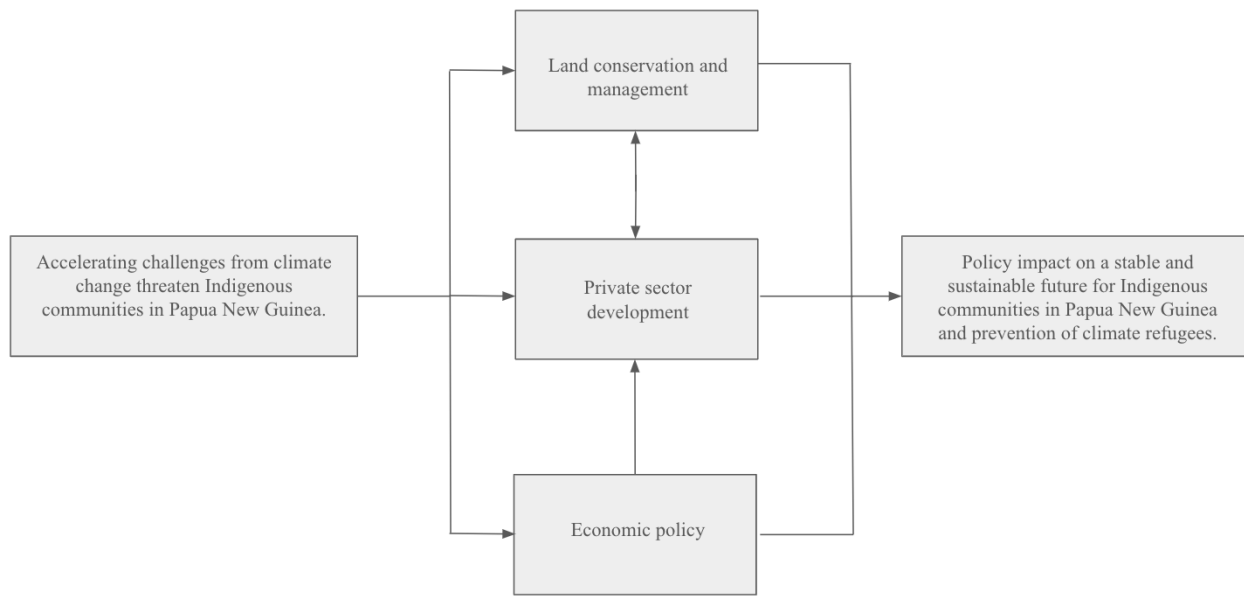 Land conservation and
management
Accelerating challenges from climate
change threaten Indigenous
communities in Papua New Guinea.
Private sector
development
Policy impact on a stable and
sustainable future for Indigenous
communities in Papua New Guinea
and prevention of climate refugees.
Economic policy